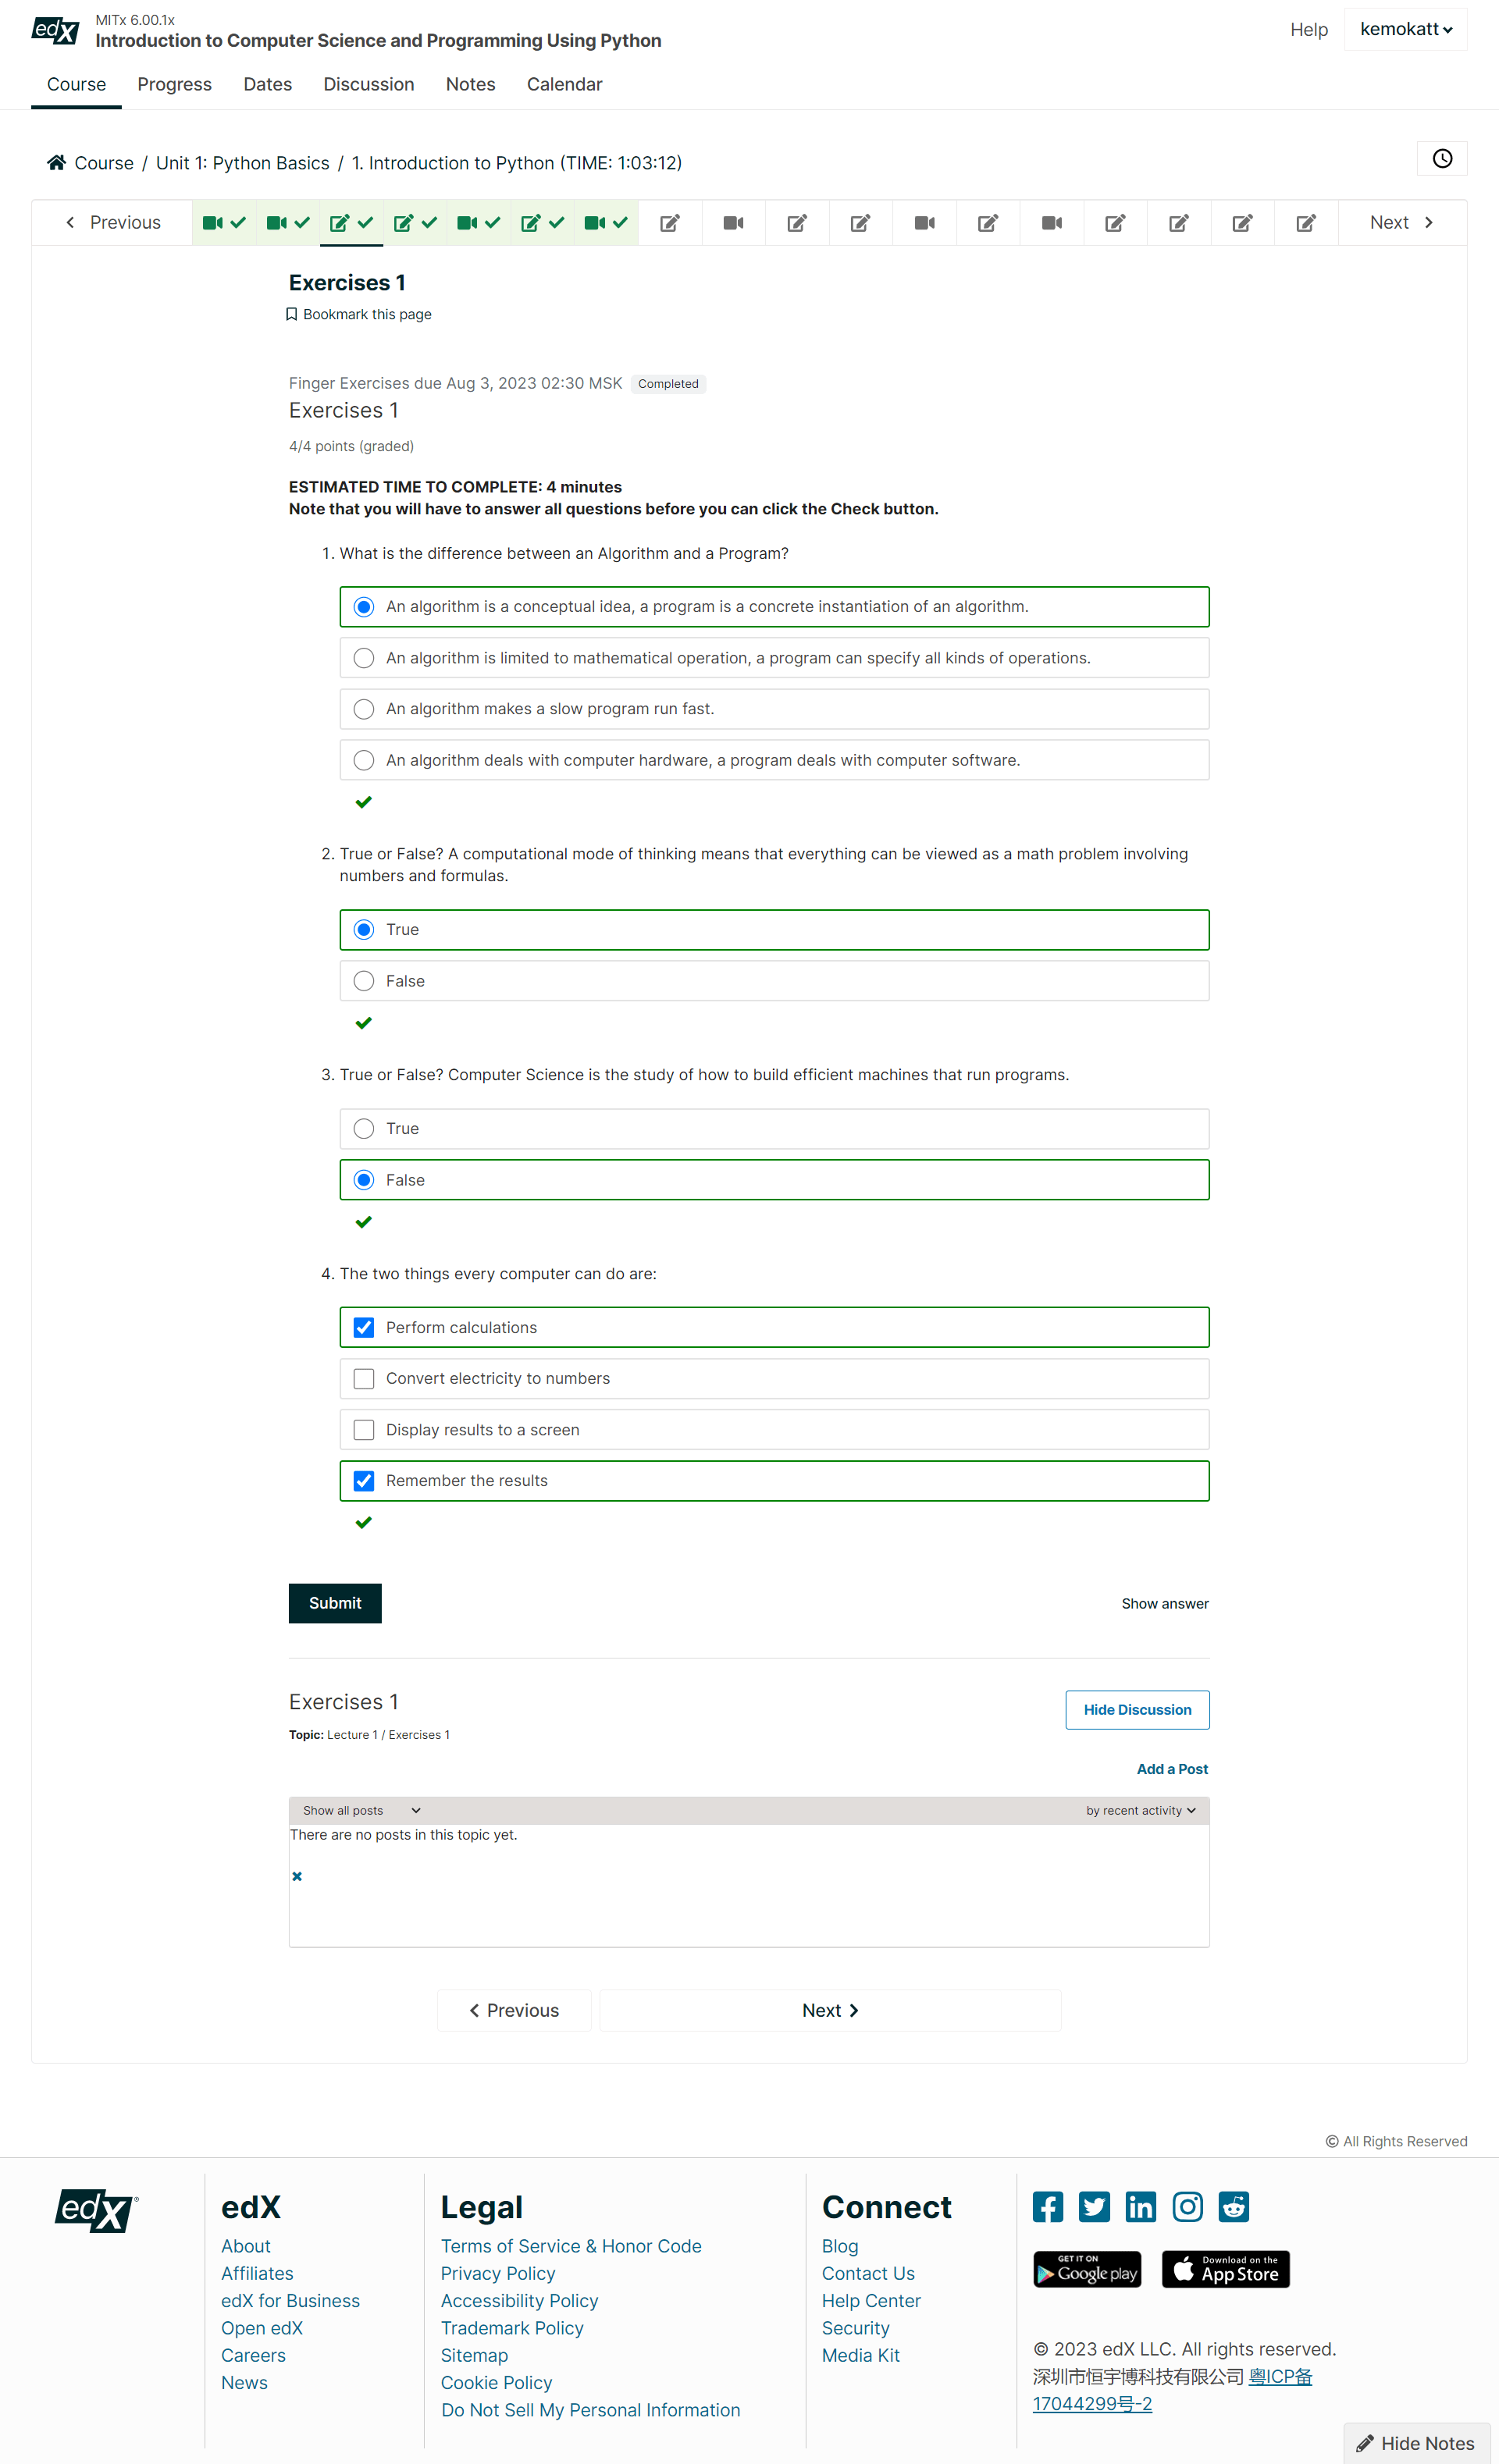 edX
MITx 6.00.1x
Introduction to Computer Science and Programming Using Python
Help
kemokatt
Course
Progress
Dates
Discussion
Notes
Calendar
Course / Unit 1: Python Basics / 1. Introduction to Python (TIME: 1:03:12)
Previous
Next
Exercises 1
Bookmark this page
Finger Exercises due Aug 3, 2023 02:30 MSK Completed
Exercises 1
4/4 points (graded)
ESTIMATED TIME TO COMPLETE: 4 minutes
Note that you will have to answer all questions before you can click the Check button.
1. What is the difference between an Algorithm and a Program?
An algorithm is a conceptual idea, a program is a concrete instantiation of an algorithm.
An algorithm is limited to mathematical operation, a program can specify all kinds of operations.
An algorithm makes a slow program run fast.
An algorithm deals with computer hardware, a program deals with computer software.
2. True or False? A computational mode of thinking means that everything can be viewed as a math problem involving
numbers and formulas.
True
False
3. True or False? Computer Science is the study of how to build efficient machines that run programs.
True
False
4. The two things every computer can do are:
Perform calculations
Convert electricity to numbers
Display results to a screen
Remember the results
Submit
Show answer
Exercises 1
Hide Discussion
Topic: Lecture 1 / Exercises 1
Add a Post
Show all posts
by recent activity
There are no posts in this topic yet.
Previous
Next
© All Rights Reserved
edX®
edX
About
Affiliates
edX for Business
Open edX
Careers
News
Legal
Terms of Service & Honor Code
Privacy Policy
Accessibility Policy
Trademark Policy
Sitemap
Cookie Policy
Do Not Sell My Personal Information
Connect
Blog
Contact Us
Help Center
Security
Media Kit
GET IT ON
Google play
Download on the
App Store
© 2023 edX LLC. All rights reserved.
深圳市恒宇博科技有限公司 粤ICP备
17044299号-2
Hide Notes